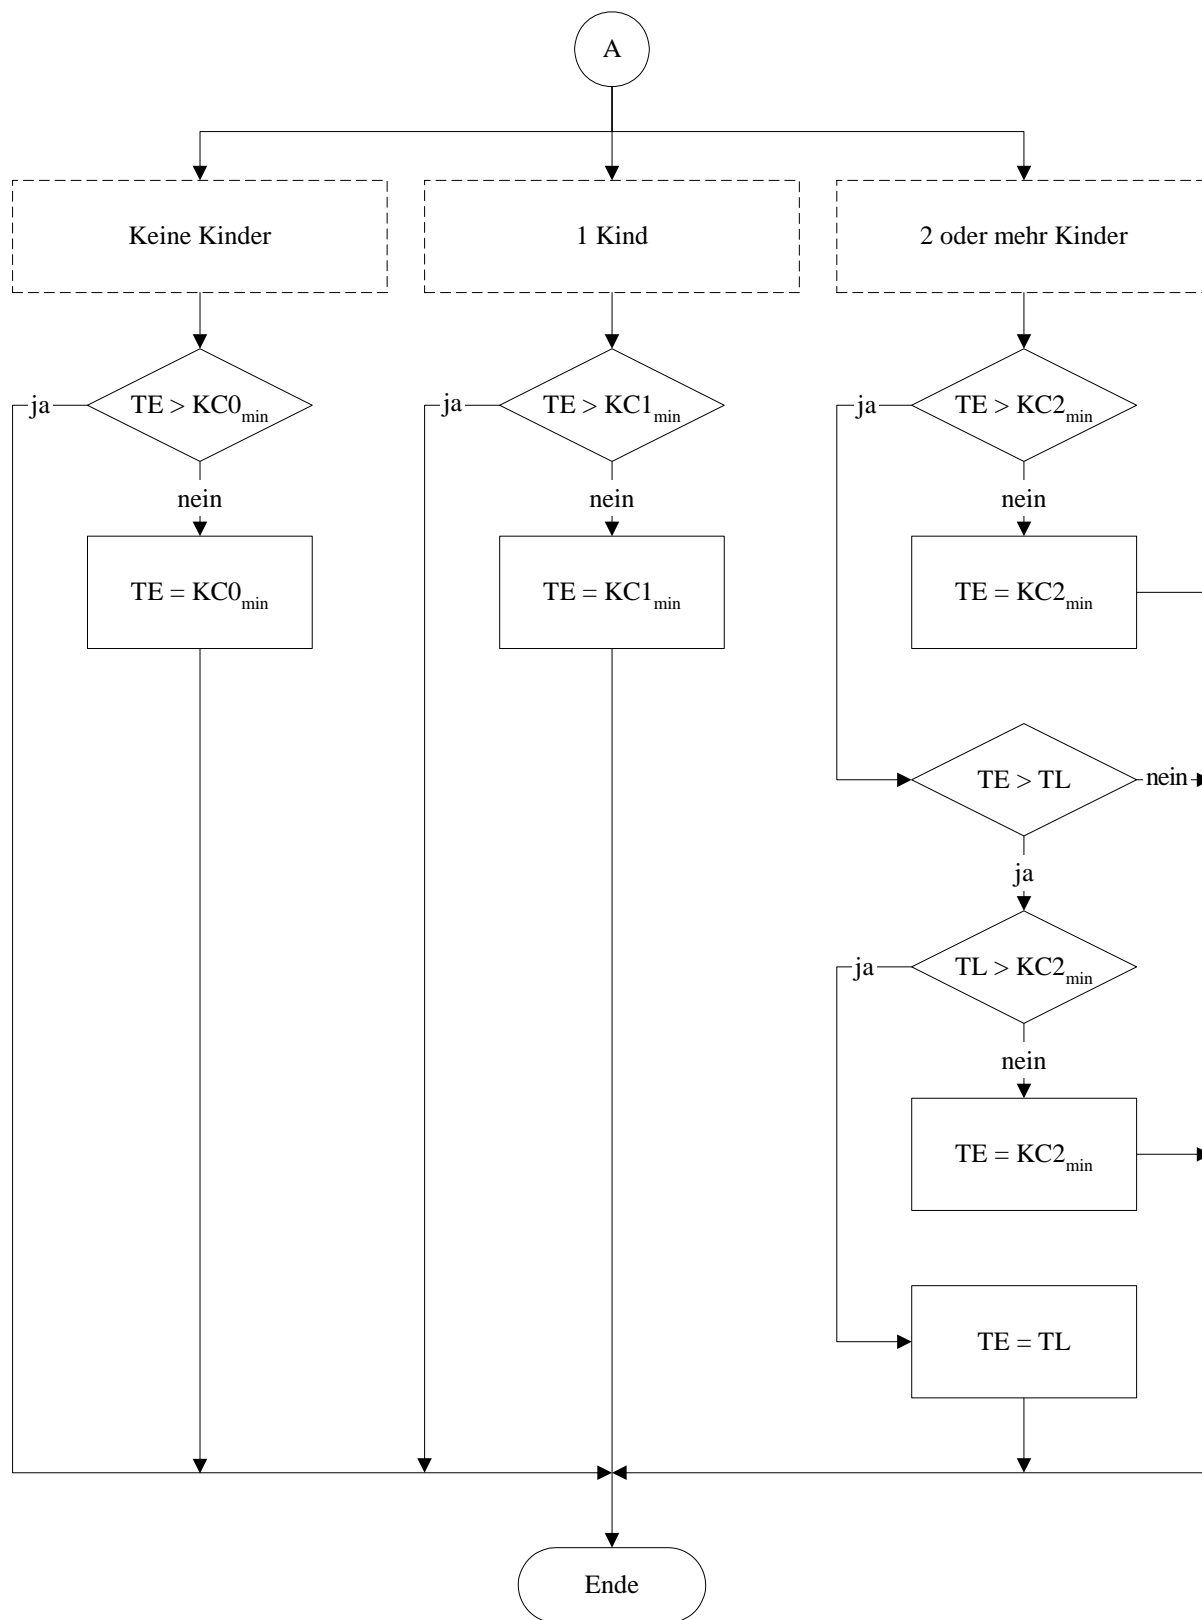 A
Keine Kinder
1 Kind
2 oder mehr Kinder
ja
TE > KC0min
ja
TE > KC1min
ja
TE > KC2min
nein
nein
nein
TE = KC0min
TE = KC1min
TE = KC2min
TE > TL
nein
ja
ja
TL > KC2min
nein
TE = KC2min
TE = TL
Ende